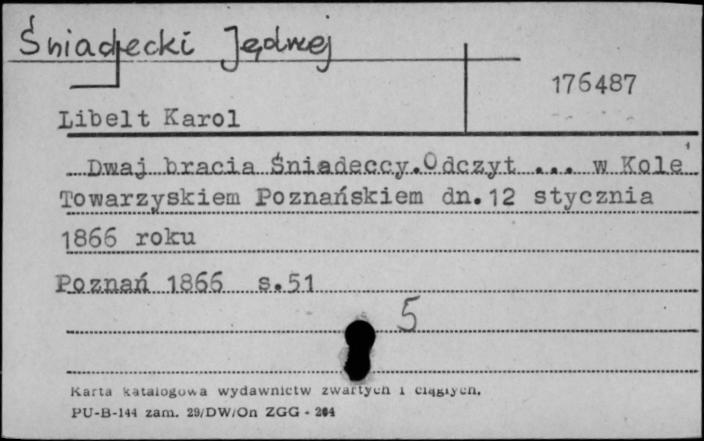 Śniadecki Jędrzej
176487
Libelt Karol
Dwaj bracia Śniadeccy.Odczyt ... w Kole
Towarzyskiem Poznańskiem dn.12 stycznia
1866 roku
Poznań 1866 s.51
5
Karta katalogowa wydawnictw zwartych i ciągłych.
PU-B-144 zam. 29/DW/On ZGG - 204